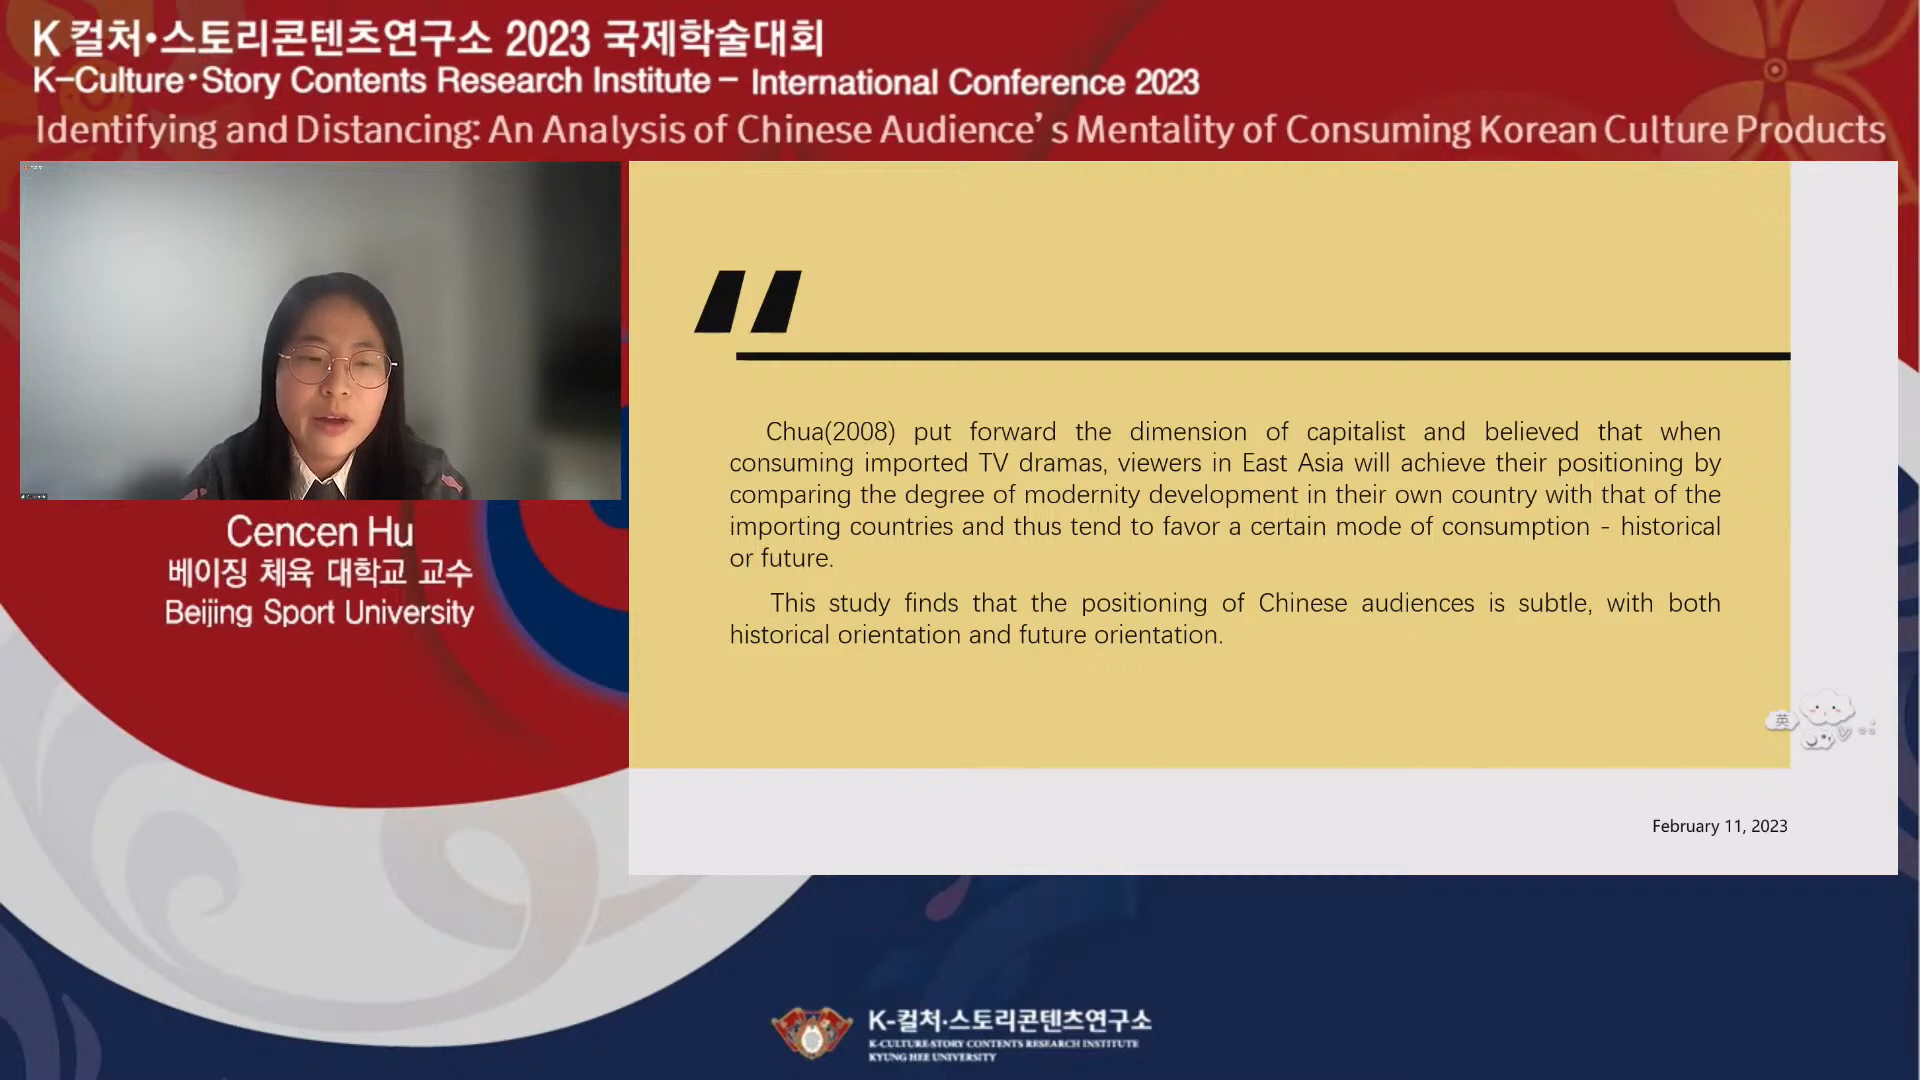 K 컬처•스토리콘텐츠연구소 2023 국제학술대회
K-Culture•Story Contents Research Institute - International Conference 2023
Identifying and Distancing: An Analysis of Chinese Audience's Mentality of Consuming Korean Culture Products
Cencen Hu
베이징 체육 대학교 교수
Beijing Sport University
Chua(2008) put forward the dimension of capitalist and believed that when
consuming imported TV dramas, viewers in East Asia will achieve their positioning by
comparing the degree of modernity development in their own country with that of the
importing countries and thus tend to favor a certain mode of consumption - historical
or future.
This study finds that the positioning of Chinese audiences is subtle, with both
historical orientation and future orientation.
英
February 11, 2023
K-컬처•스토리콘텐츠연구소
K-CULTURE•STORY CONTENTS RESEARCH INSTITUTE
KYUNG HEE UNIVERSITY